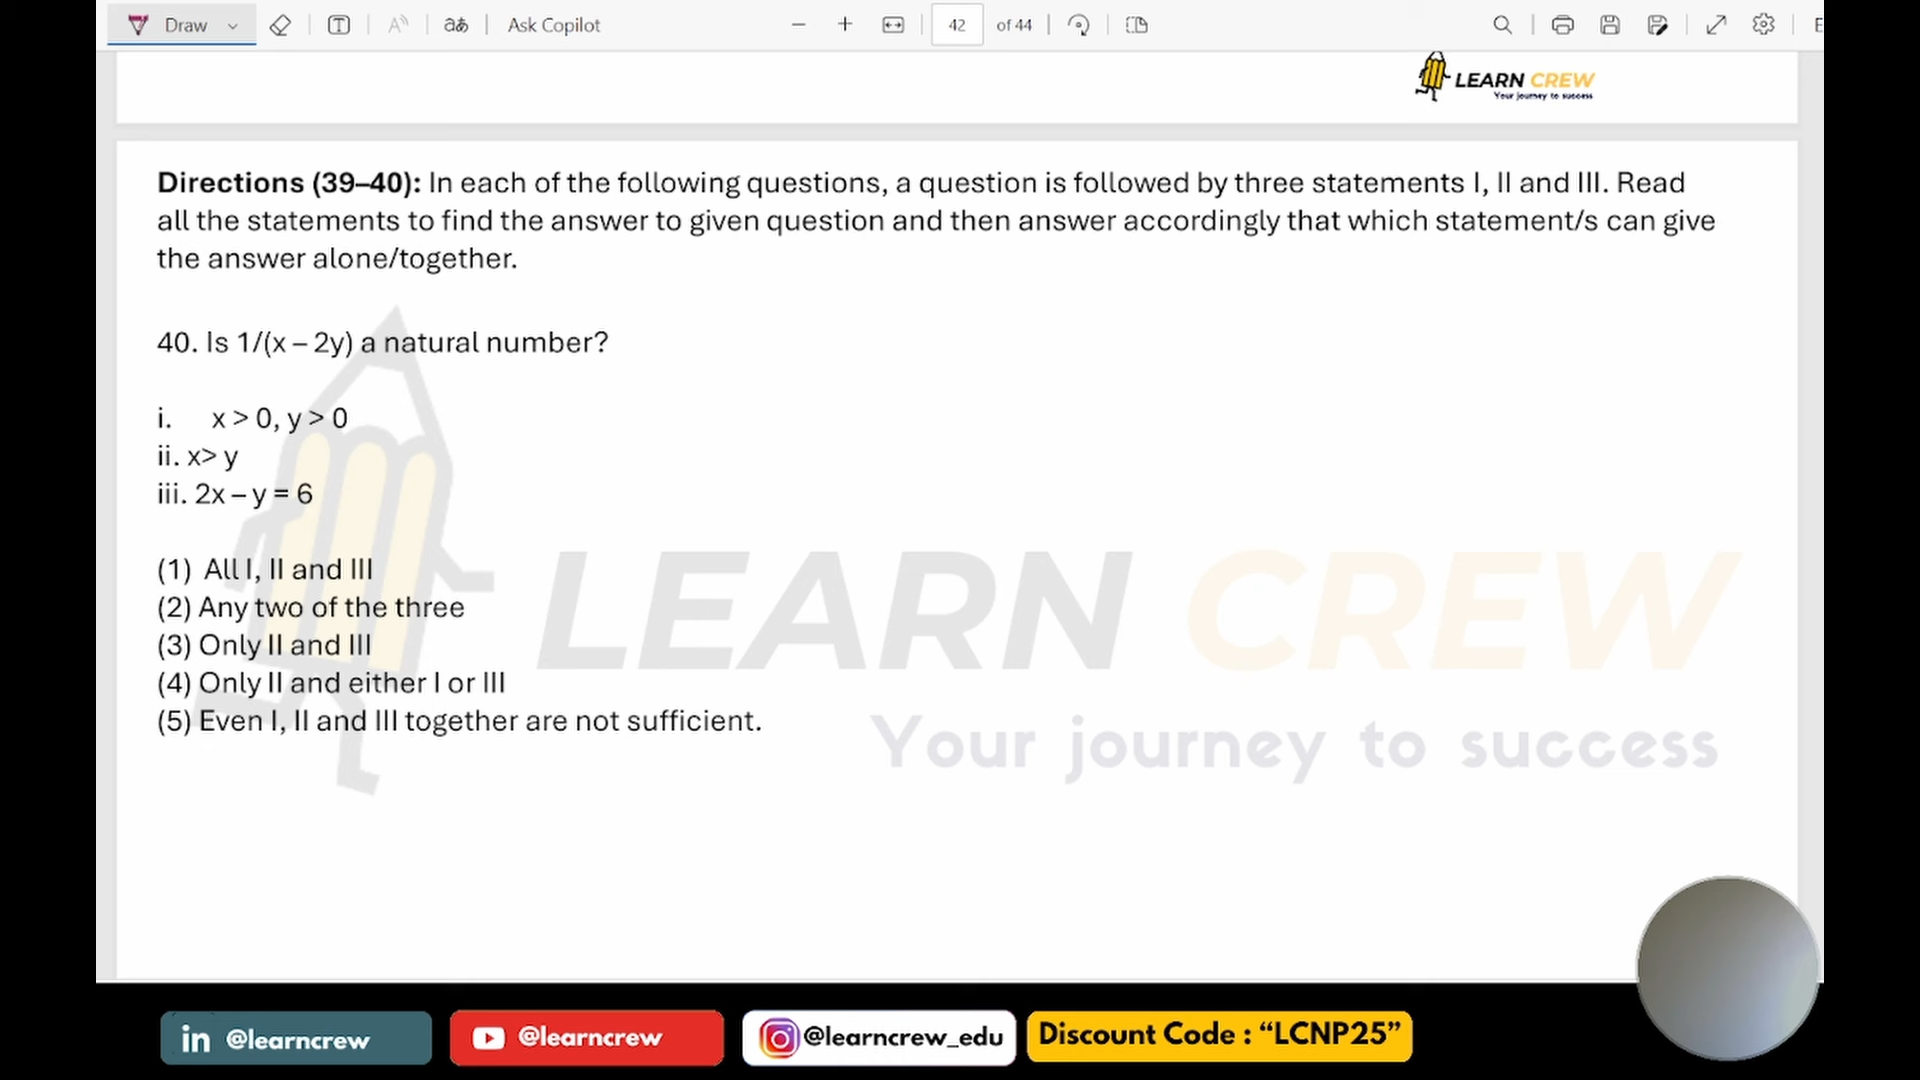 Draw
Ask Copilot
42 of 44
LEARN CREW
Your journey to success
Directions (39–40): In each of the following questions, a question is followed by three statements I, II and III. Read
all the statements to find the answer to given question and then answer accordingly that which statement/s can give
the answer alone/together.
40. Is 1/(x – 2y) a natural number?
i. x > 0, y > 0
ii. x> y
iii. 2x – y = 6
(1) All I, II and III
(2) Any two of the three
(3) Only II and III
(4) Only II and either I or III
(5) Even I, II and III together are not sufficient.
LEARN CREW
Your journey to success
in @learncrew
@learncrew
@learncrew_edu
Discount Code : “LCNP25”